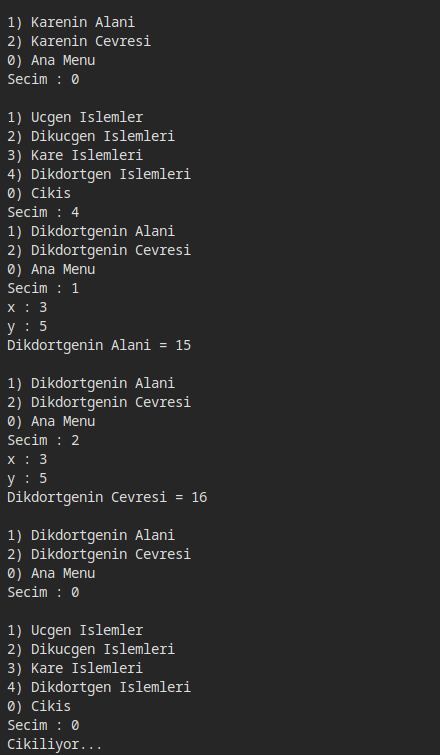 1) Karenin Alani
2) Karenin Cevresi
0) Ana Menu
Secim : 0
1) Ucgen Islemler
2) Dikucgen Islemleri
3) Kare Islemleri
4) Dikdortgen Islemleri
0) Cikis
Secim : 4
1) Dikdortgenin Alani
2) Dikdortgenin Cevresi
0) Ana Menu
Secim : 1
x : 3
y : 5
Dikdortgenin Alani = 15
1) Dikdortgenin Alani
2) Dikdortgenin Cevresi
0) Ana Menu
Secim : 2
x : 3
y : 5
Dikdortgenin Cevresi = 16
1) Dikdortgenin Alani
2) Dikdortgenin Cevresi
0) Ana Menu
Secim : 0
1) Ucgen Islemler
2) Dikucgen Islemleri
3) Kare Islemleri
4) Dikdortgen Islemleri
0) Cikis
Secim : 0
Cikiliyor...